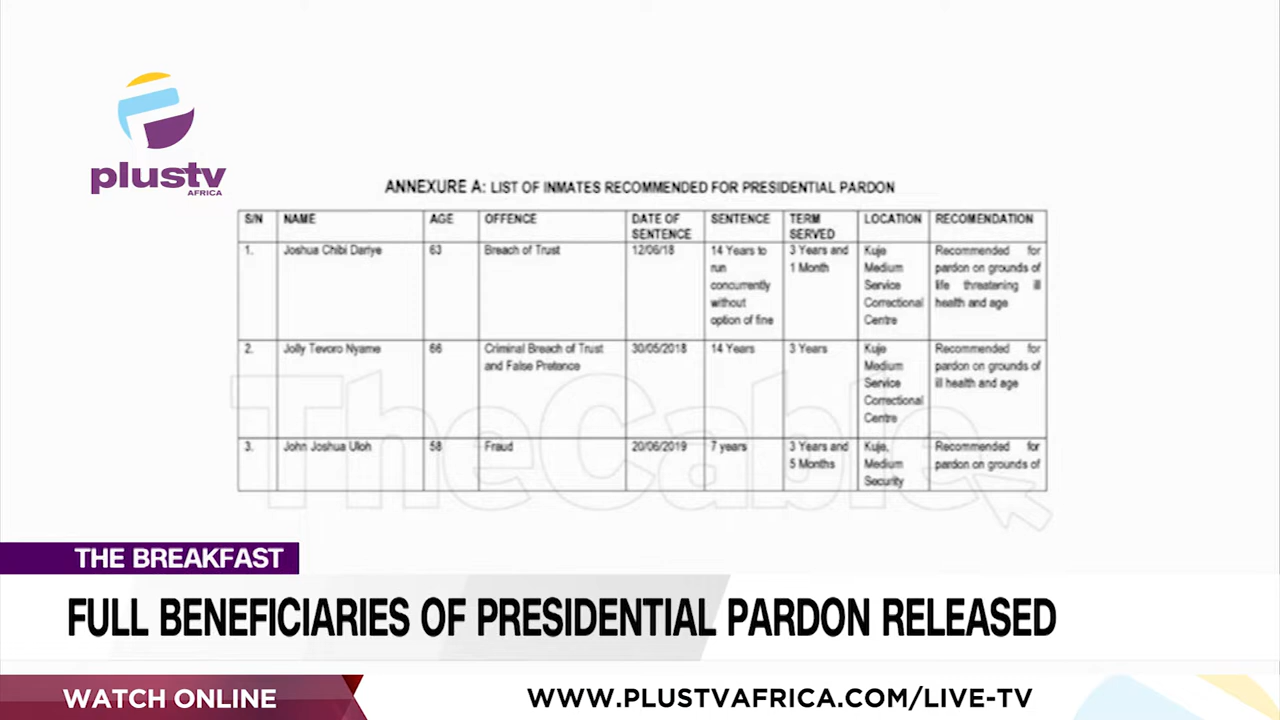 plustv
AFRICA
ANNEXURE A: LIST OF INMATES RECOMMENDED FOR PRESIDENTIAL PARDON
S/N NAME AGE OFFENCE DATE OF SENTENCE SENTENCE TERM SERVED LOCATION RECOMENDATION
1. Joshua Chibi Dariye 63 Breach of Trust 12/06/18 14 Years to run concurrently without option of fine 3 Years and 1 Month Kuje Medium Service Correctional Centre Recommended for pardon on grounds of life threatening ill health and age
2. Jolly Tevoro Nyame 66 Criminal Breach of Trust and False Pretence 30/05/2018 14 Years 3 Years Kuje Medium Service Correctional Centre Recommended for pardon on grounds of ill health and age
3. John Joshua Uloh 58 Fraud 20/06/2019 7 years 3 Years and 5 Months Kuje, Medium Security Recommended for pardon on grounds of
TheCable
THE BREAKFAST
FULL BENEFICIARIES OF PRESIDENTIAL PARDON RELEASED
WATCH ONLINE
WWW.PLUSTVAFRICA.COM/LIVE-TV